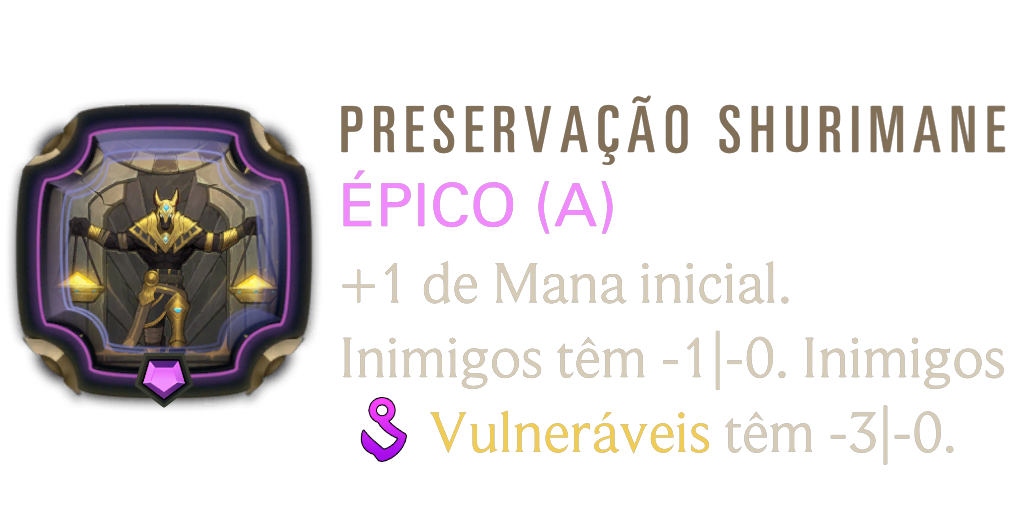 PRESERVAÇÃO SHURIMANE
ÉPICO (A)
+1 de Mana inicial.
Inimigos têm -1|-0. Inimigos
Vulneráveis têm -3|-0.